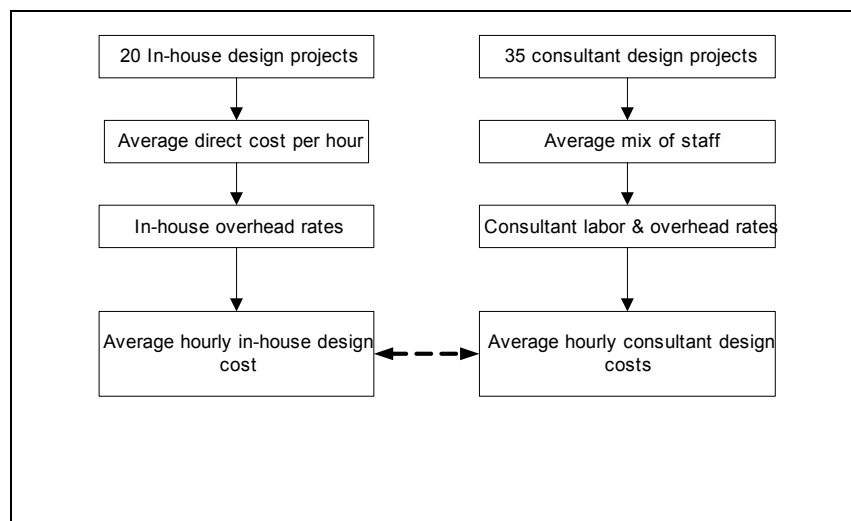 20 In-house design projects
Average direct cost per hour
In-house overhead rates
Average hourly in-house design
cost
35 consultant design projects
Average mix of staff
Consultant labor & overhead rates
Average hourly consultant design
costs